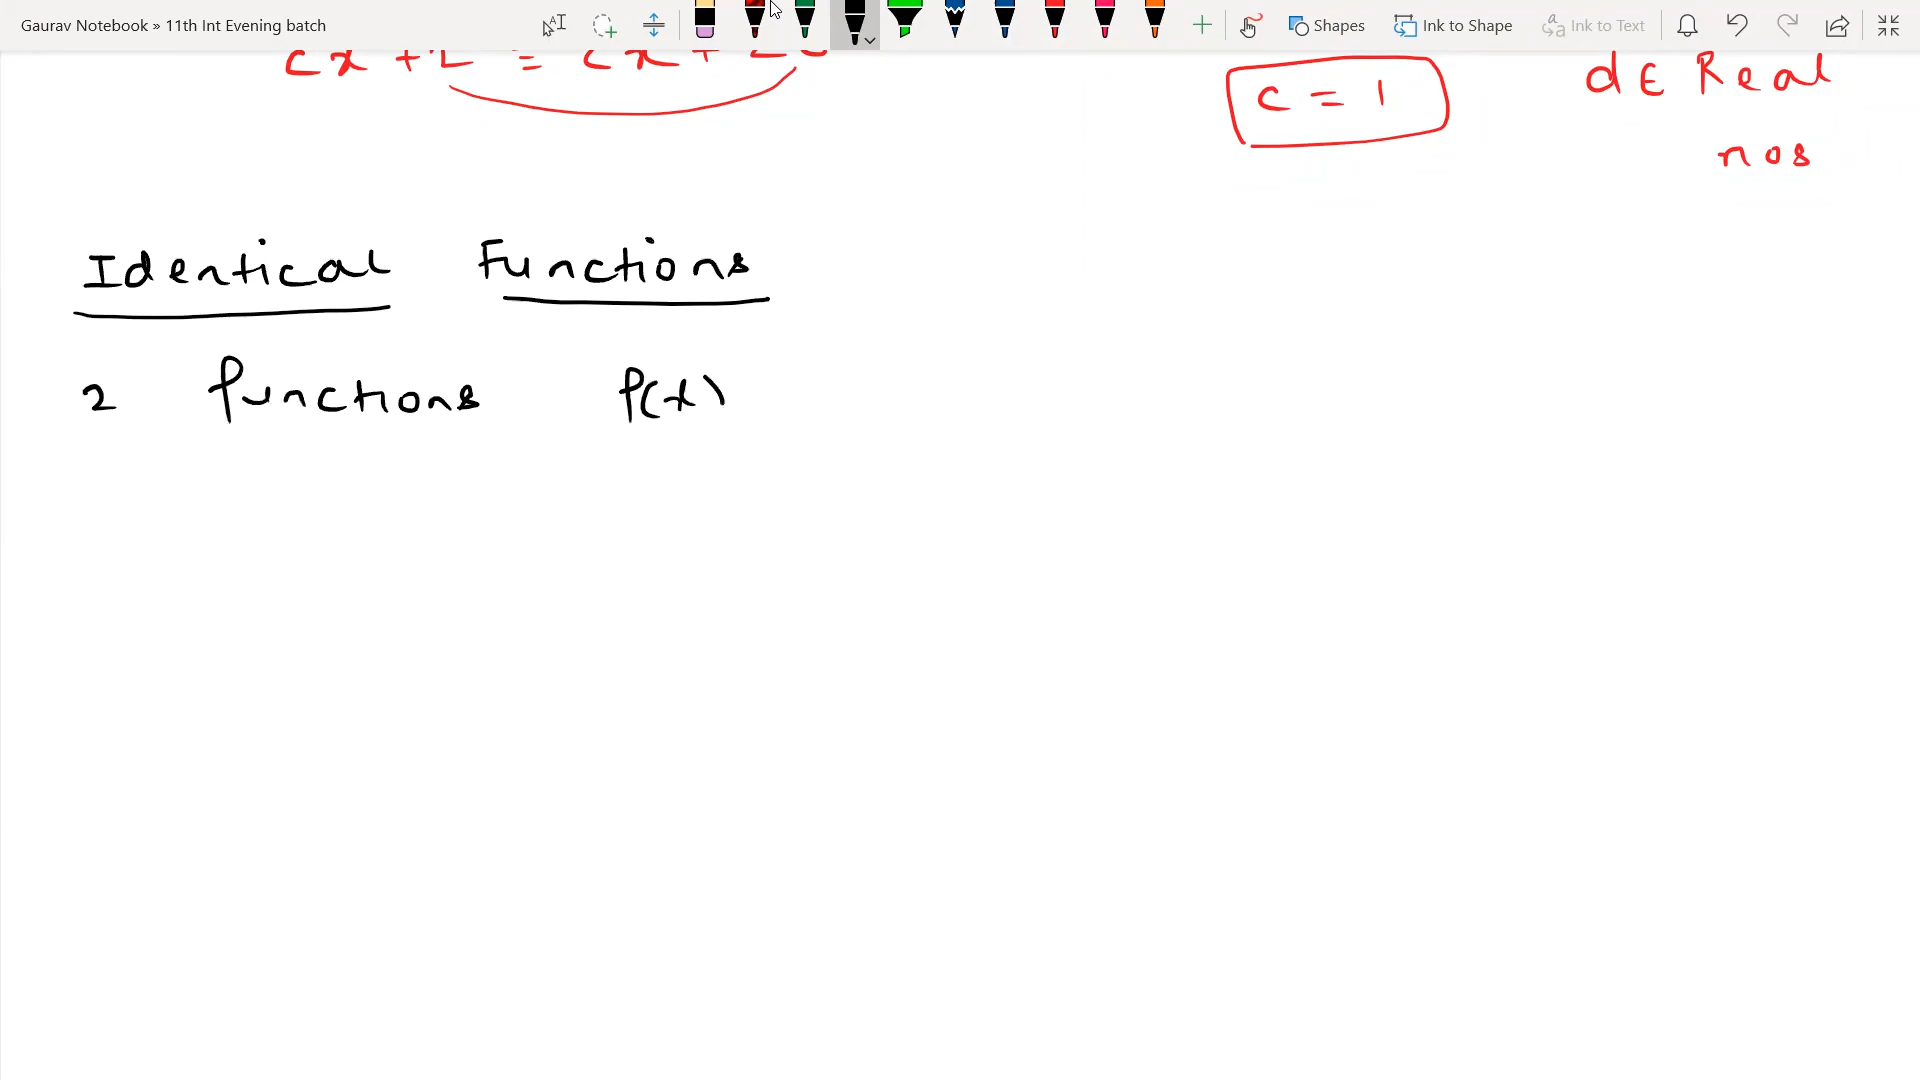 Gaurav Notebook » 11th Int Evening batch
Shapes
Ink to Shape
Ink to Text
c = 1
d ∈ Real
nos
Identical Functions
2 functions f(x)